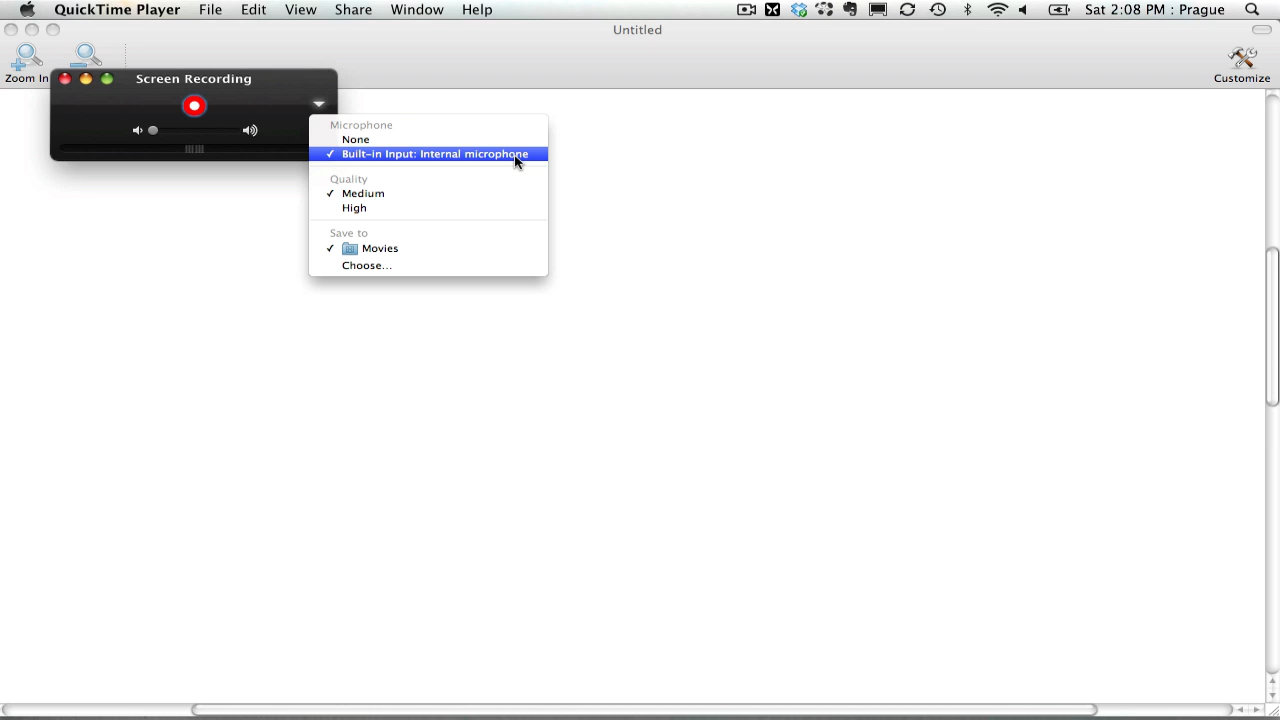 QuickTime Player File Edit View Share Window Help Sat 2:08 PM : Prague
Untitled
Zoom In
Customize
Screen Recording
Microphone
None
✓ Built-in Input: Internal microphone
Quality
✓ Medium
High
Save to
✓ Movies
Choose...